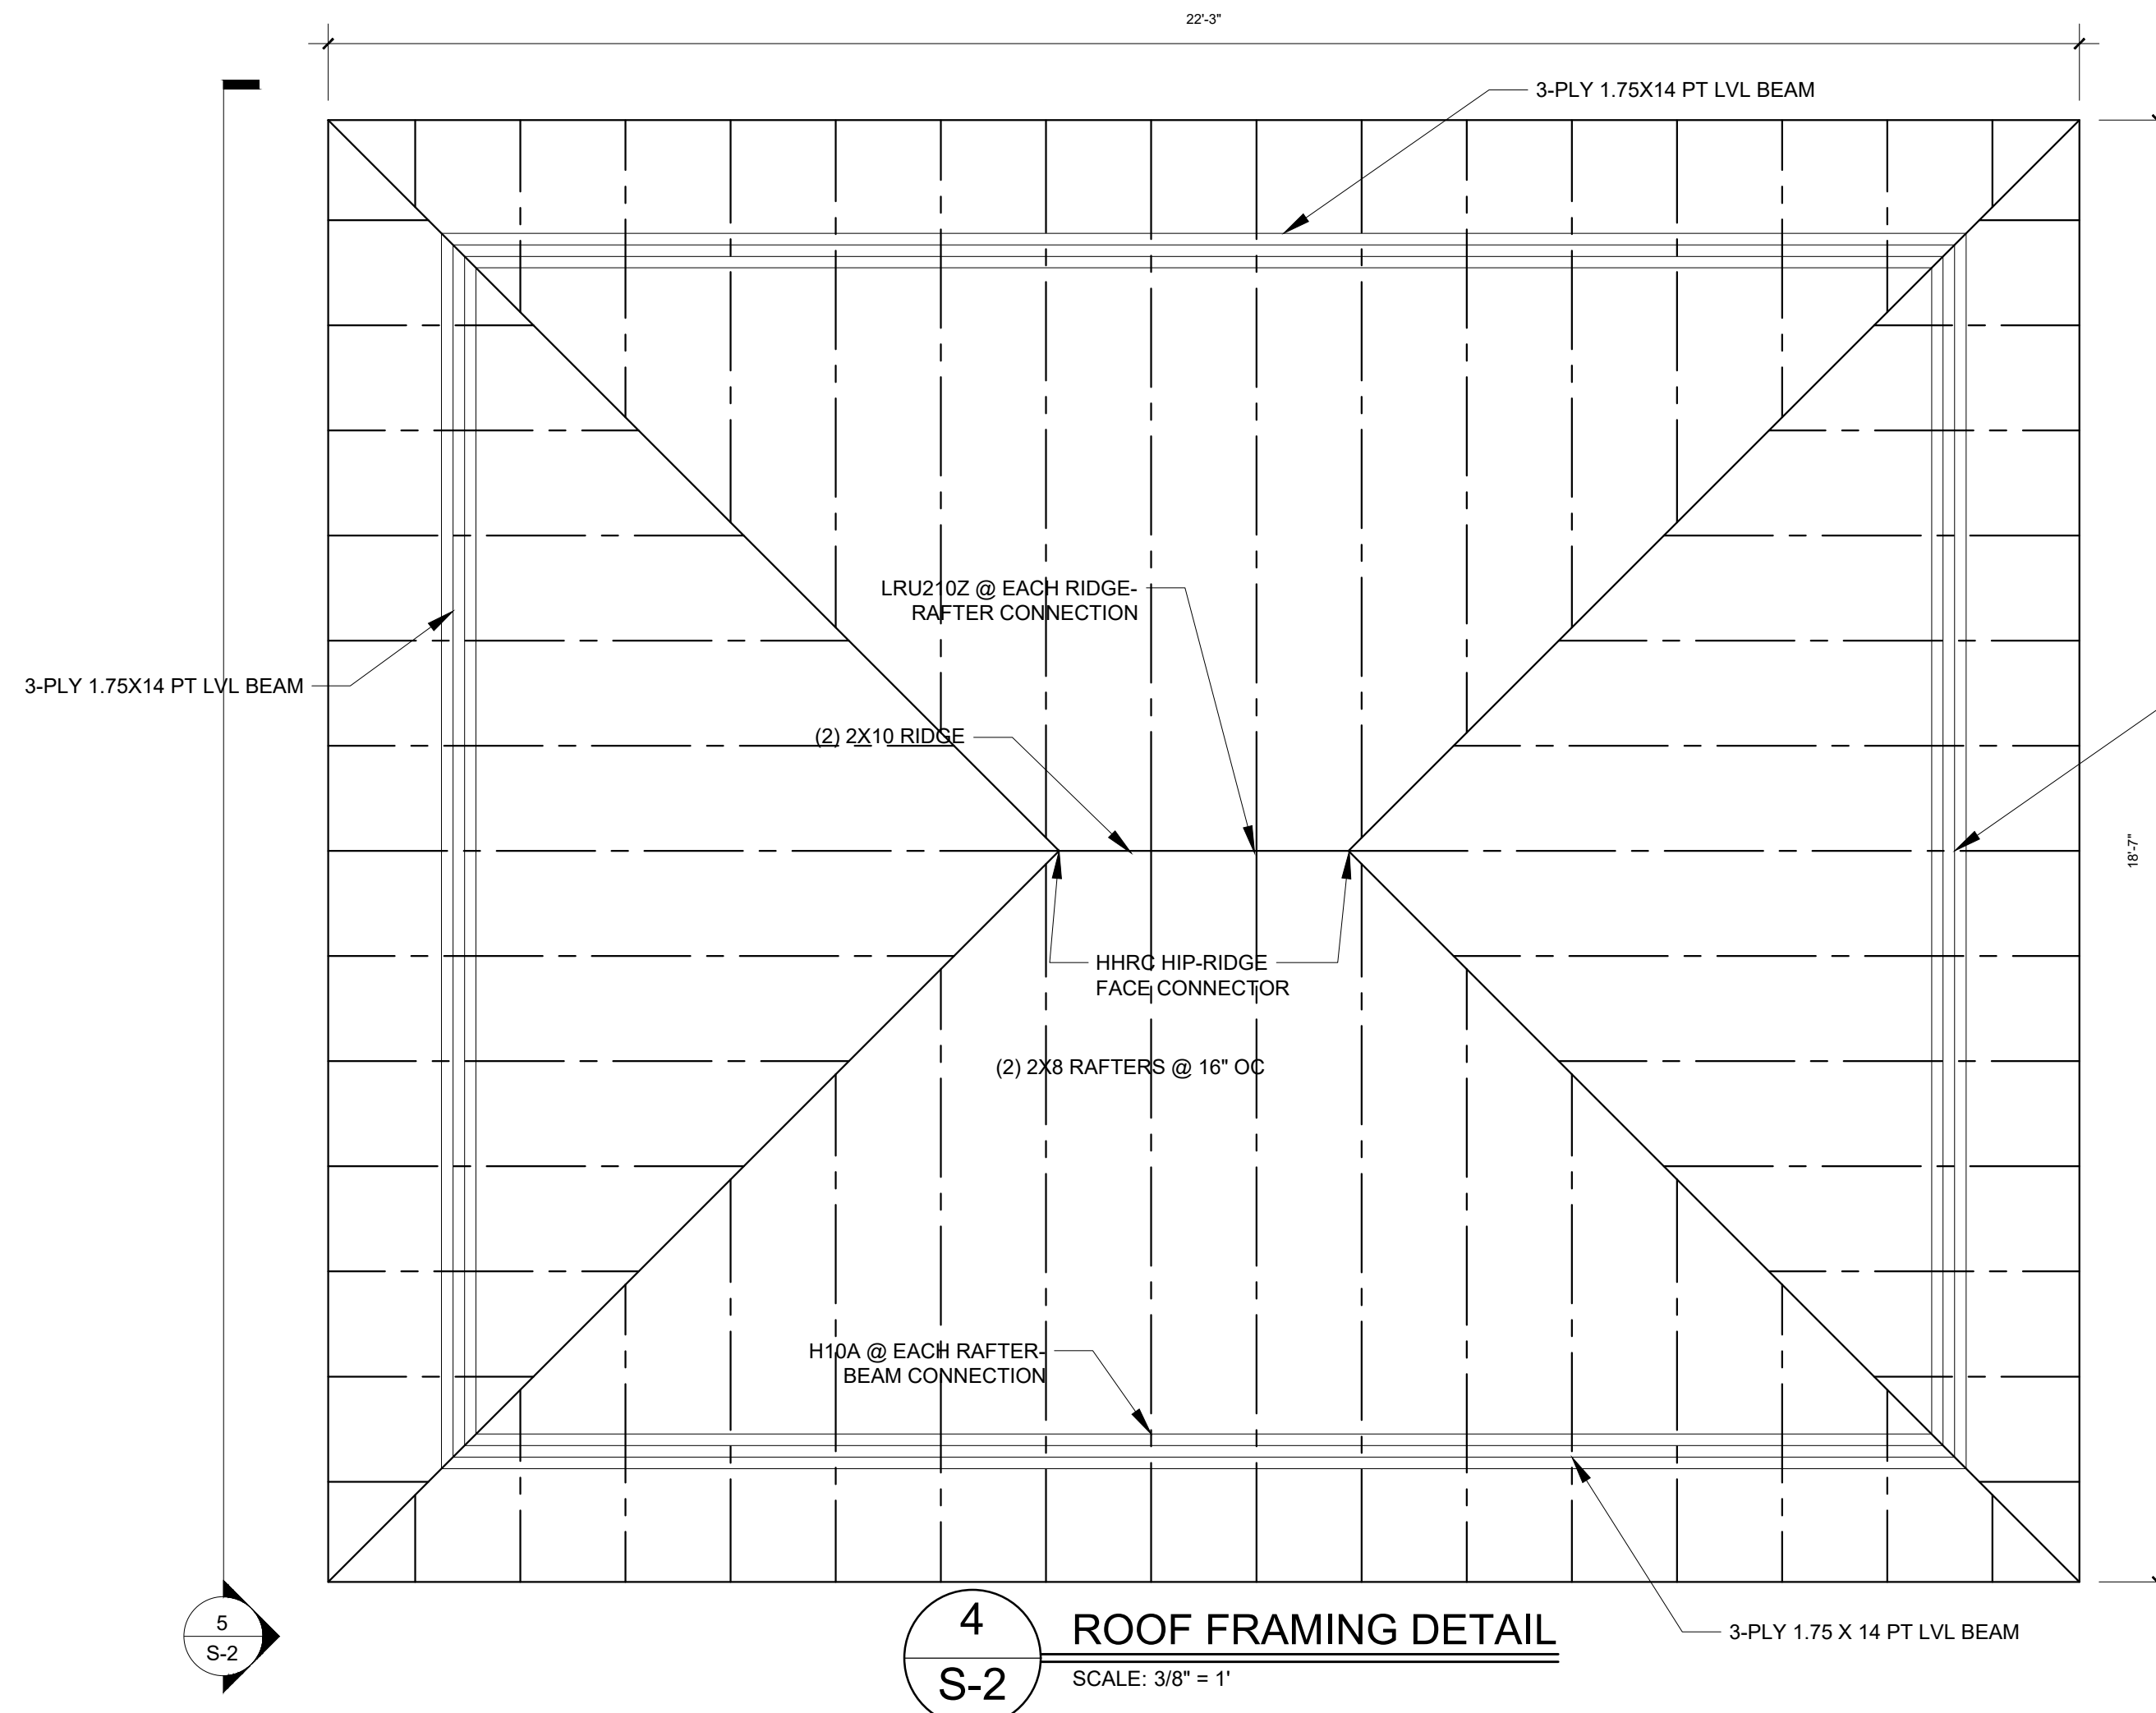 22'-3"
3-PLY 1.75X14 PT LVL BEAM
LRU210Z @ EACH RIDGE-
RAFTER CONNECTION
3-PLY 1.75X14 PT LVL BEAM
(2) 2X10 RIDGE
18'-7"
HHRC HIP-RIDGE
FACE CONNECTOR
(2) 2X8 RAFTERS @ 16" OC
H10A @ EACH RAFTER-
BEAM CONNECTION
5
S-2
4
S-2
ROOF FRAMING DETAIL
SCALE: 3/8" = 1'
3-PLY 1.75 X 14 PT LVL BEAM